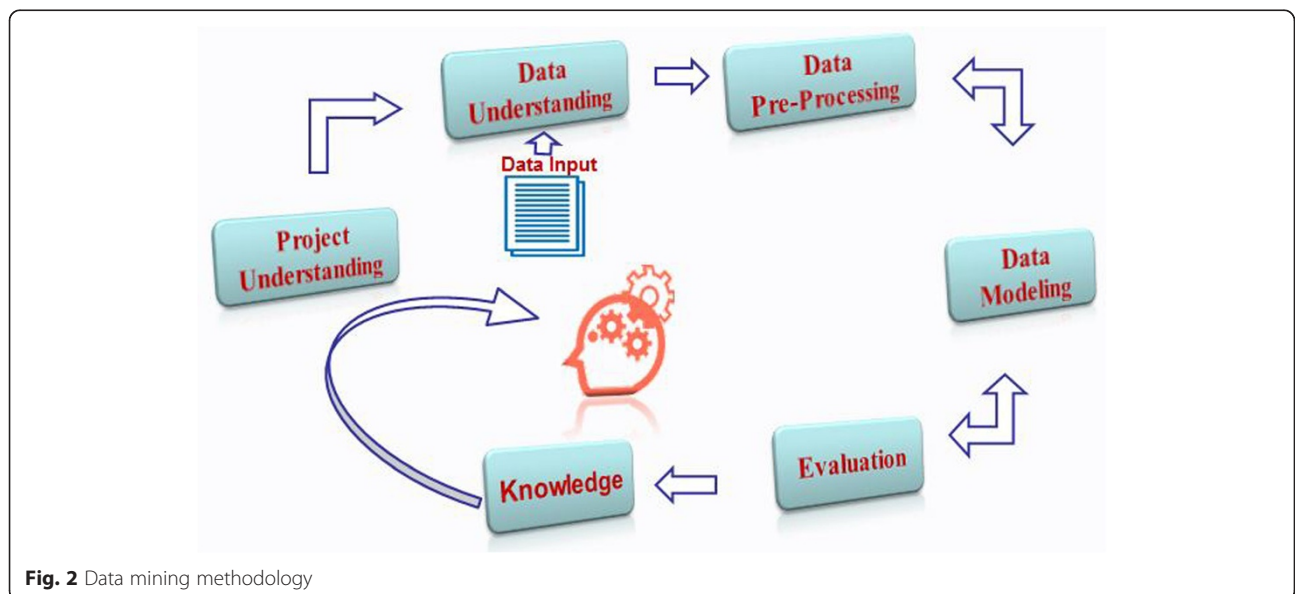 Data
Understanding
Data
Pre-Processing
Data Input
Project
Understanding
Data
Modeling
Knowledge
Evaluation
Fig. 2 Data mining methodology